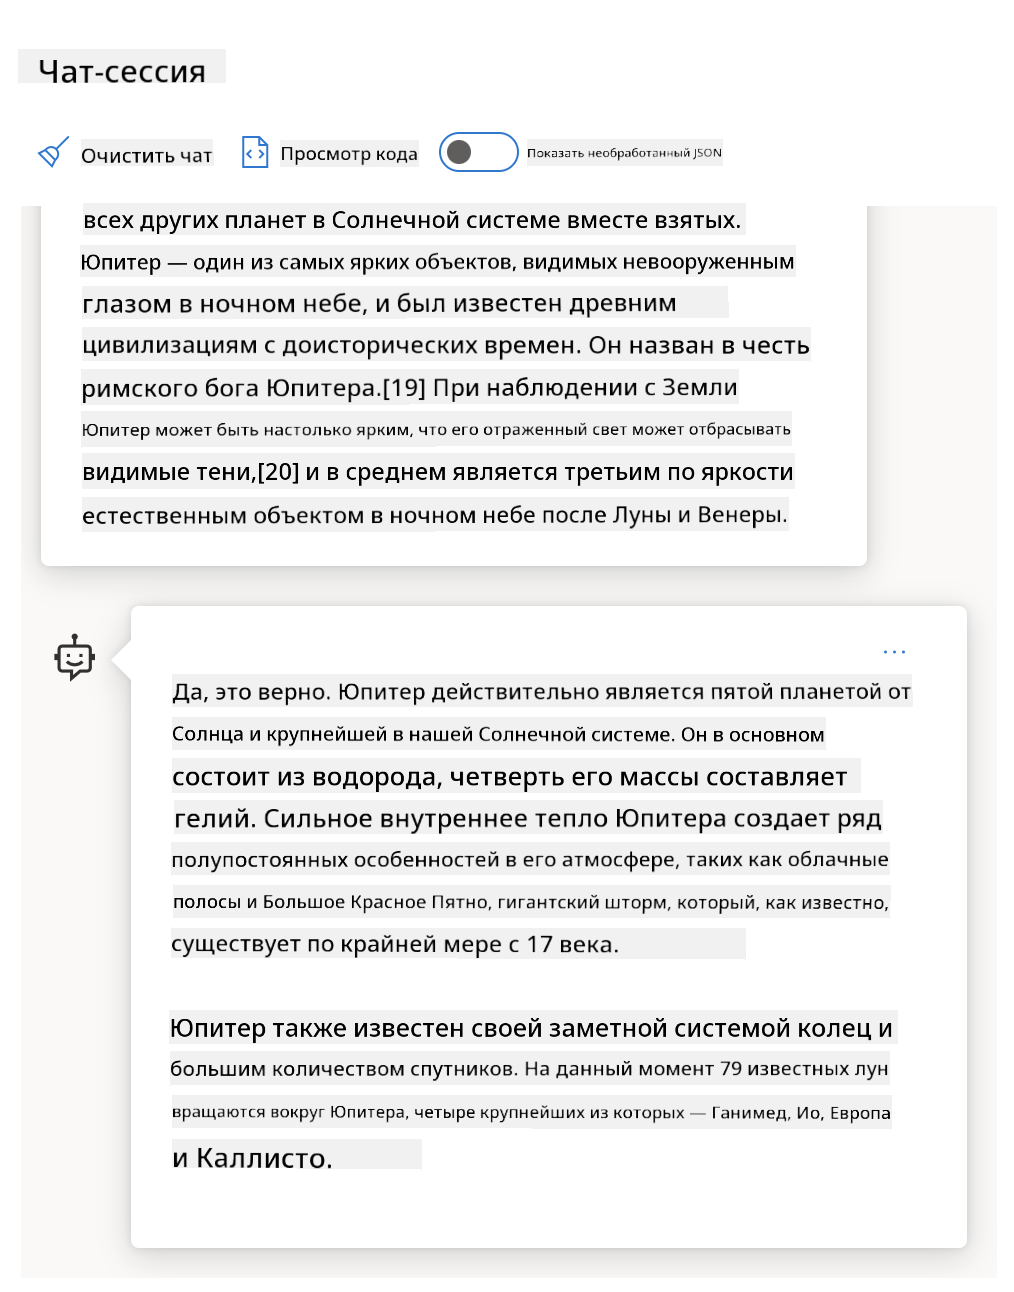 Чат-сессия
Очистить чат
Просмотр кода
Показать необработанный JSON
всех других планет в Солнечной системе вместе взятых.
Юпитер — один из самых ярких объектов, видимых невооруженным
глазом в ночном небе, и был известен древним
цивилизациям с доисторических времен. Он назван в честь
римского бога Юпитера.[19] При наблюдении с Земли
Юпитер может быть настолько ярким, что его отраженный свет может отбрасывать
видимые тени,[20] и в среднем является третьим по яркости
естественным объектом в ночном небе после Луны и Венеры.
Да, это верно. Юпитер действительно является пятой планетой от
Солнца и крупнейшей в нашей Солнечной системе. Он в основном
состоит из водорода, четверть его массы составляет
гелий. Сильное внутреннее тепло Юпитера создает ряд
полупостоянных особенностей в его атмосфере, таких как облачные
полосы и Большое Красное Пятно, гигантский шторм, который, как известно,
существует по крайней мере с 17 века.
Юпитер также известен своей заметной системой колец и
большим количеством спутников. На данный момент 79 известных лун
вращаются вокруг Юпитера, четыре крупнейших из которых — Ганимед, Ио, Европа
и Каллисто.